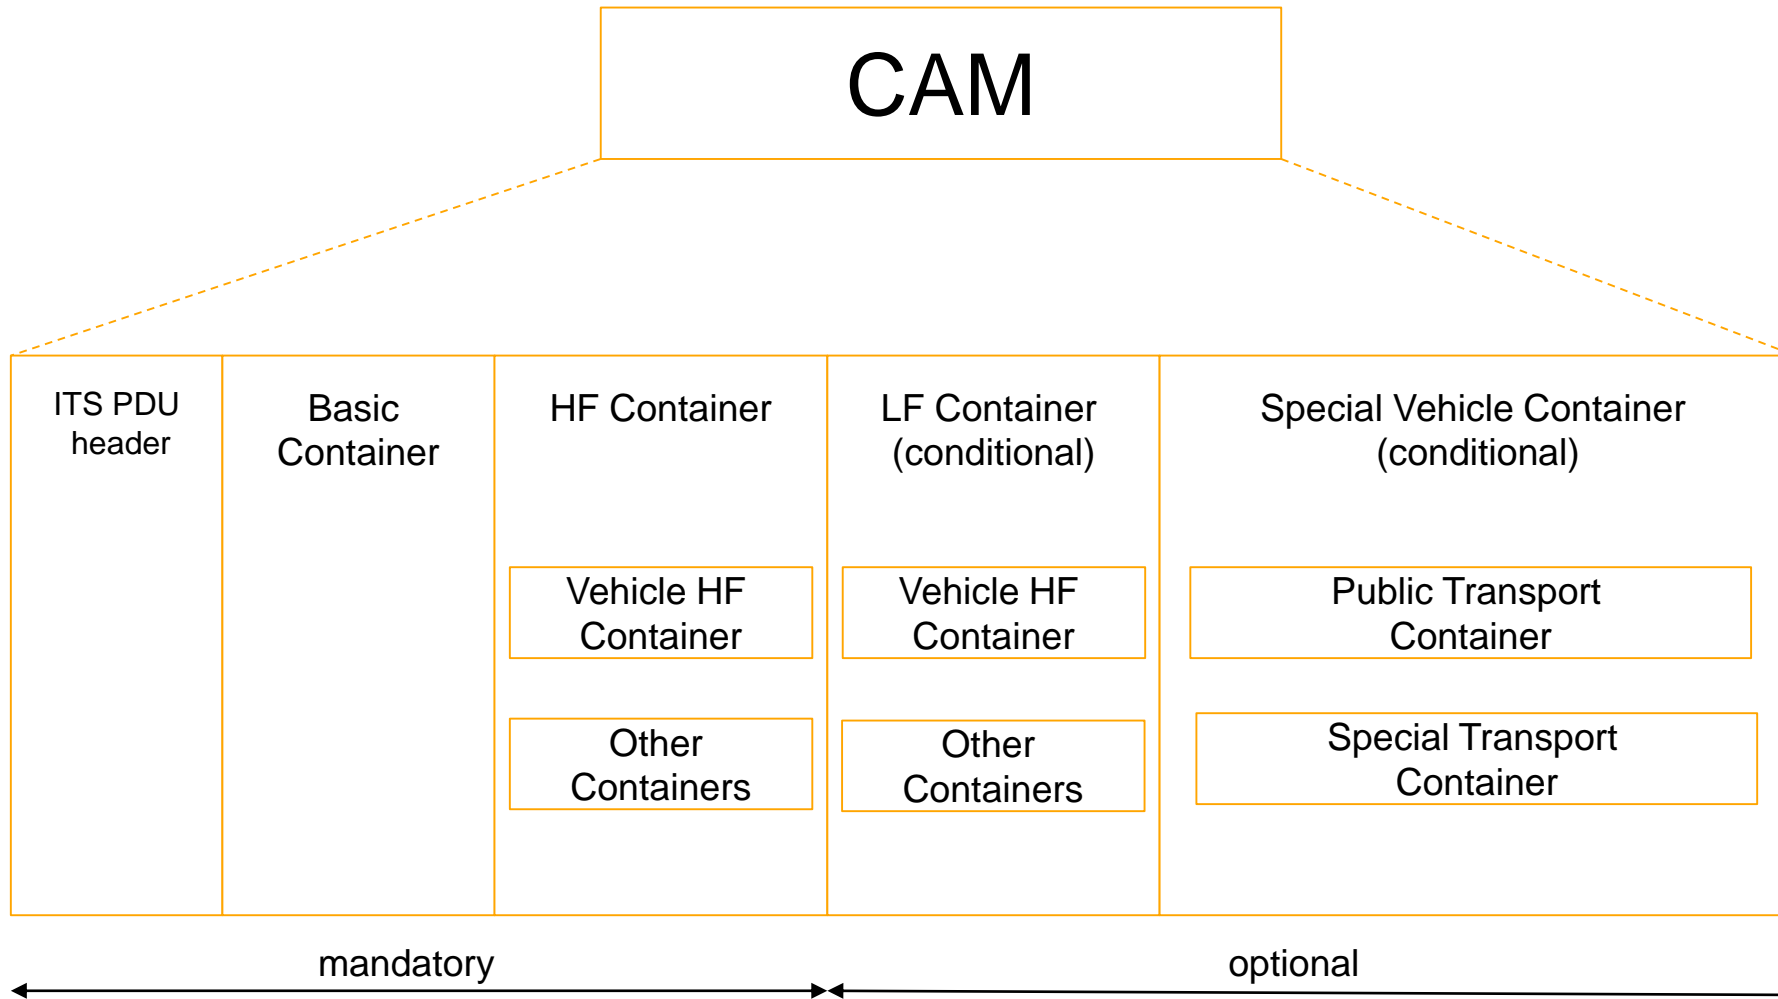 CAM
ITS PDU
header
Basic
Container
HF Container
LF Container
(conditional)
Special Vehicle Container
(conditional)
Vehicle HF
Container
Vehicle HF
Container
Public Transport
Container
Other
Containers
Other
Containers
Special Transport
Container
mandatory
optional